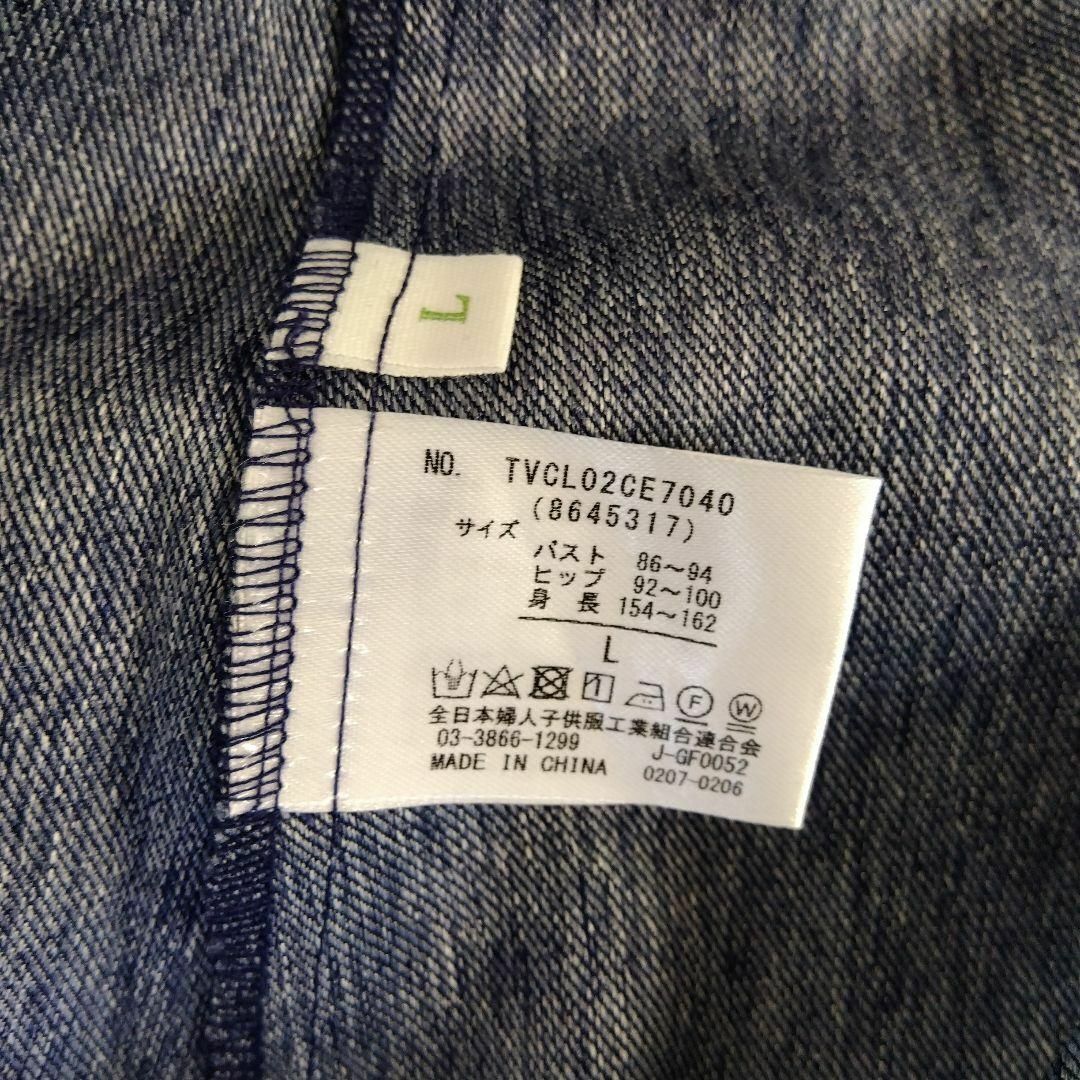 L
NO. TVCL02CE7040
(8645317)
サイズ
バスト 86～94
ヒップ 92～100
身 長 154～162
L
F W
全日本婦人子供服工業組合連合会
03-3866-1299 J-GF0052
MADE IN CHINA 0207-0206